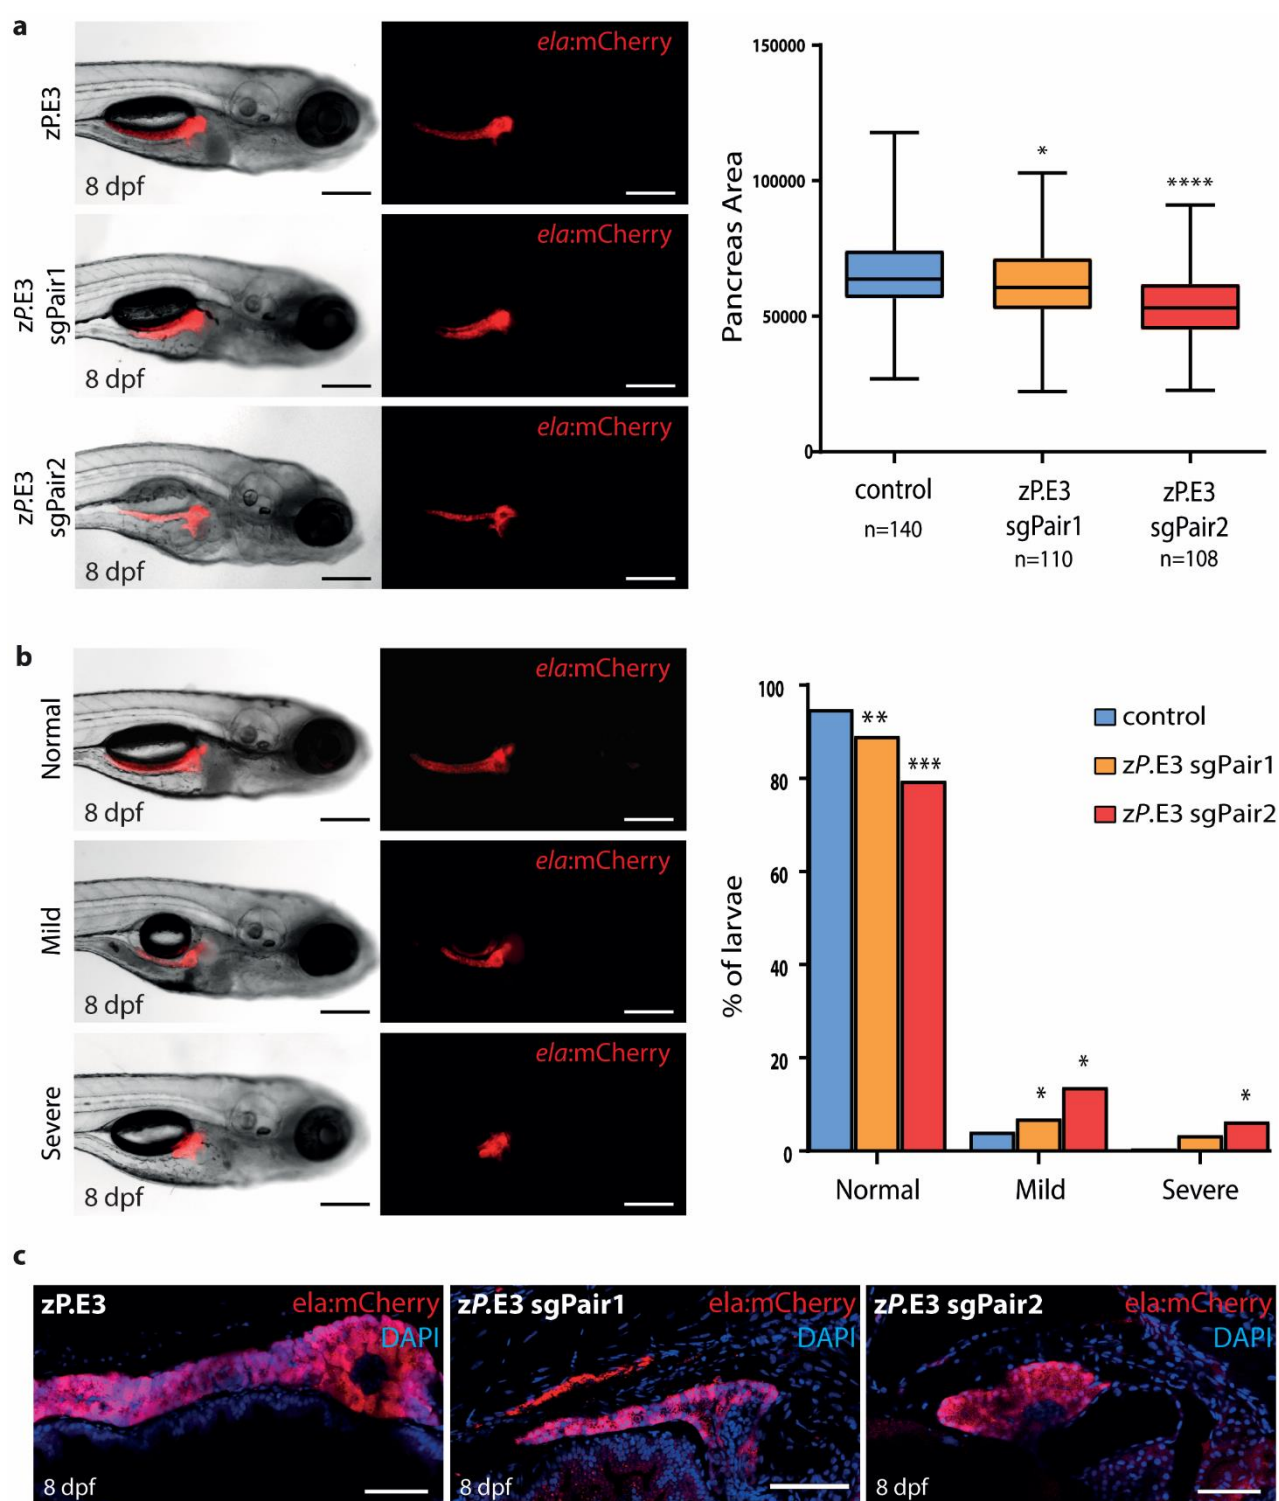 a
zP.E3
ela:mCherry
8 dpf
zP.E3
sgPair1
ela:mCherry
8 dpf
zP.E3
sgPair2
ela:mCherry
8 dpf
Pancreas Area
150000
100000
50000
0
*
****
control
n=140
zP.E3
sgPair1
n=110
zP.E3
sgPair2
n=108
b
Normal
ela:mCherry
8 dpf
Mild
ela:mCherry
8 dpf
Severe
ela:mCherry
8 dpf
% of larvae
100
80
60
40
20
0
**
***
*
*
*
control
zP.E3 sgPair1
zP.E3 sgPair2
Normal
Mild
Severe
c
zP.E3
ela:mCherry
DAPI
8 dpf
zP.E3 sgPair1
ela:mCherry
DAPI
8 dpf
zP.E3 sgPair2
ela:mCherry
DAPI
8 dpf